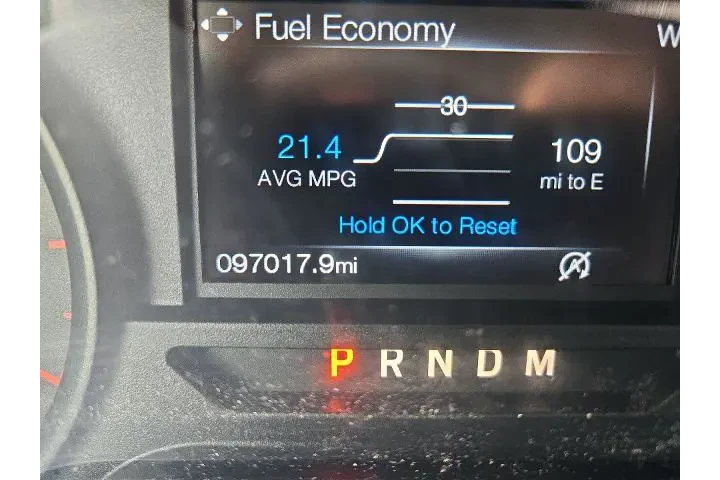 Fuel Economy
W
30
21.4
AVG MPG
109
mi to E
Hold OK to Reset
097017.9mi
A
P R N D M